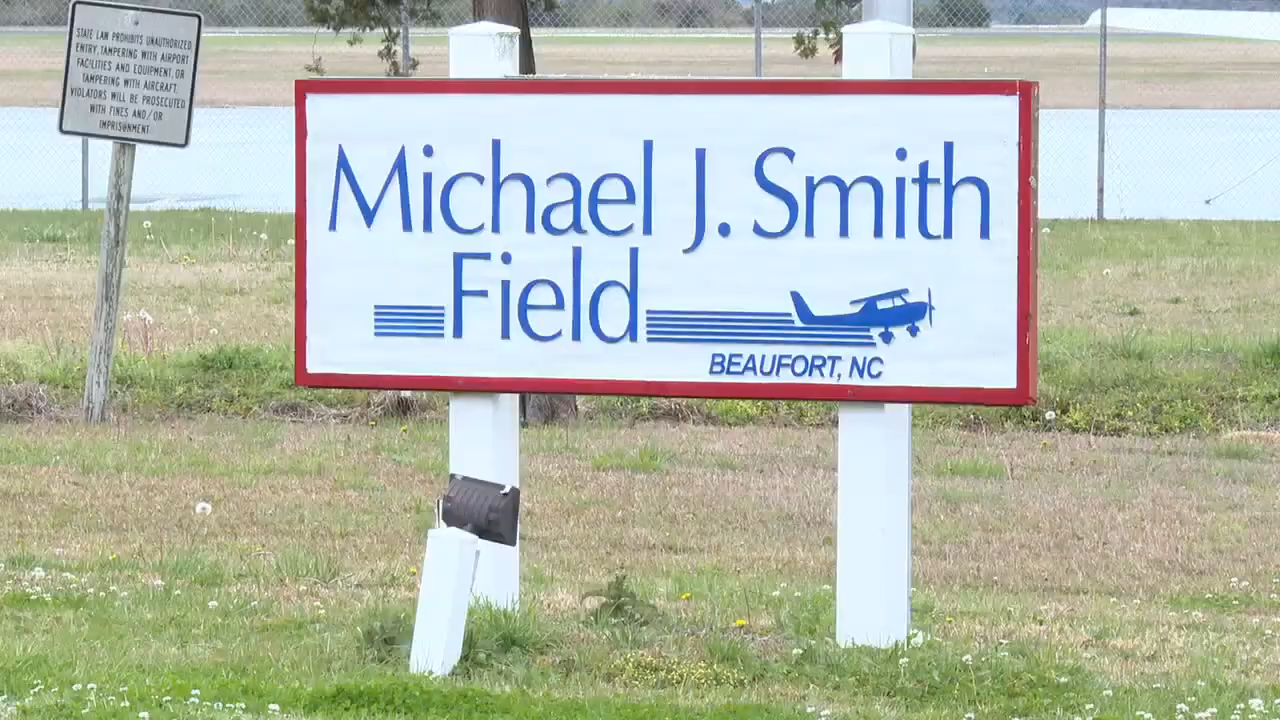 STATE LAW PROHIBITS UNAUTHORIZED
ENTRY, TAMPERING WITH AIRPORT
FACILITIES AND EQUIPMENT, OR
TAMPERING WITH AIRCRAFT.
VIOLATORS WILL BE PROSECUTED
WITH FINES AND/OR
IMPRISONMENT
Michael J. Smith
Field
BEAUFORT, NC